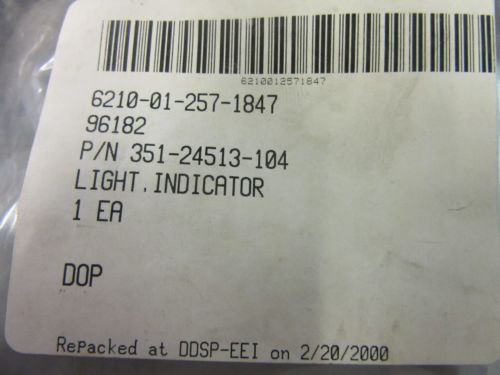 6210012571847
6210-01-257-1847
96182
P/N 351-24513-104
LIGHT,INDICATOR
1 EA
DOP
Repacked at DDSP-EEI on 2/20/2000